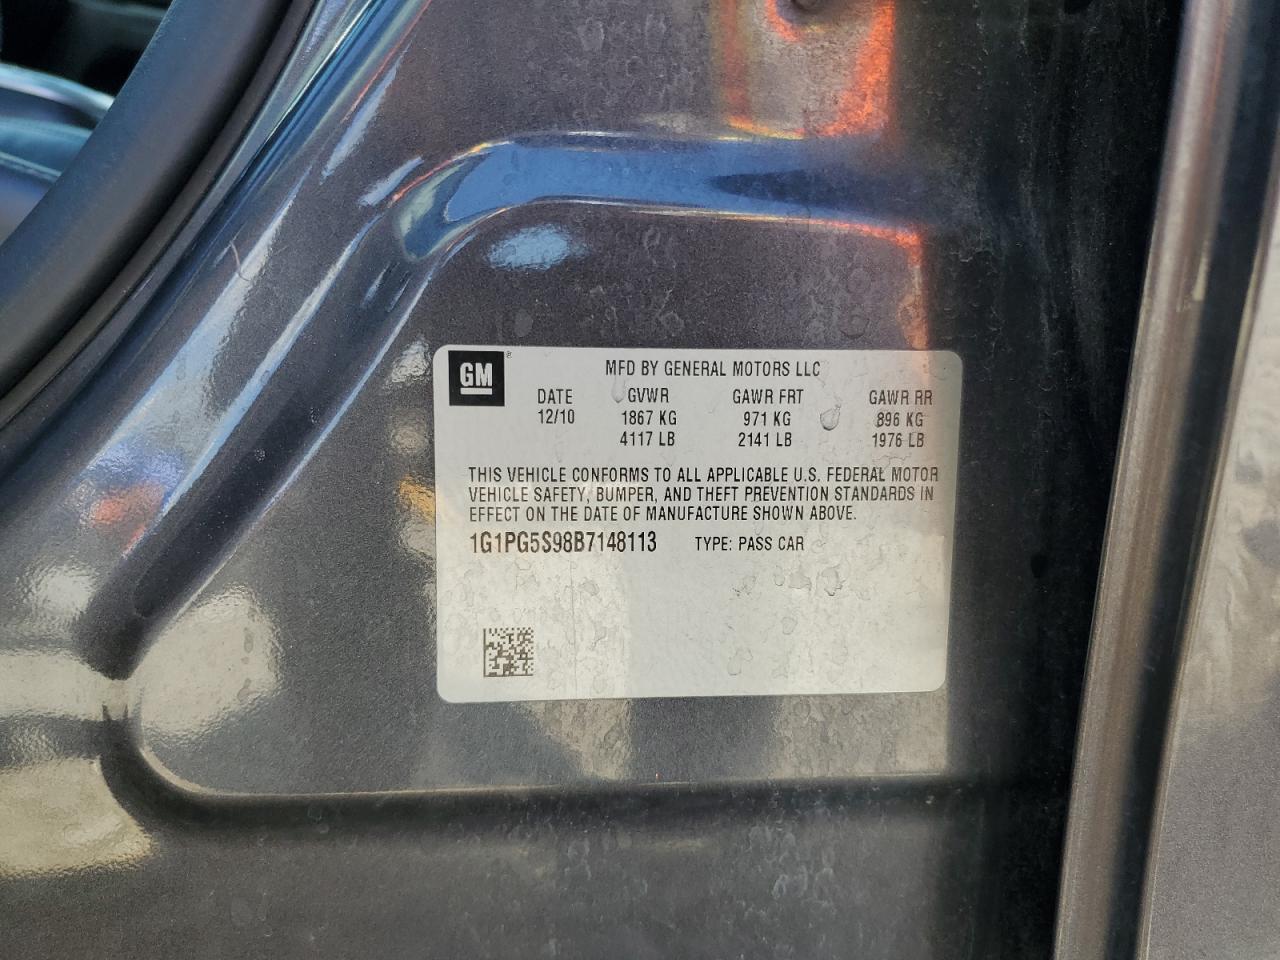 GM ® MFD BY GENERAL MOTORS LLC
DATE GVWR GAWR FRT GAWR RR
12/10 1867 KG 971 KG 896 KG
4117 LB 2141 LB 1976 LB
THIS VEHICLE CONFORMS TO ALL APPLICABLE U.S. FEDERAL MOTOR
VEHICLE SAFETY, BUMPER, AND THEFT PREVENTION STANDARDS IN
EFFECT ON THE DATE OF MANUFACTURE SHOWN ABOVE.
1G1PG5S98B7148113 TYPE: PASS CAR